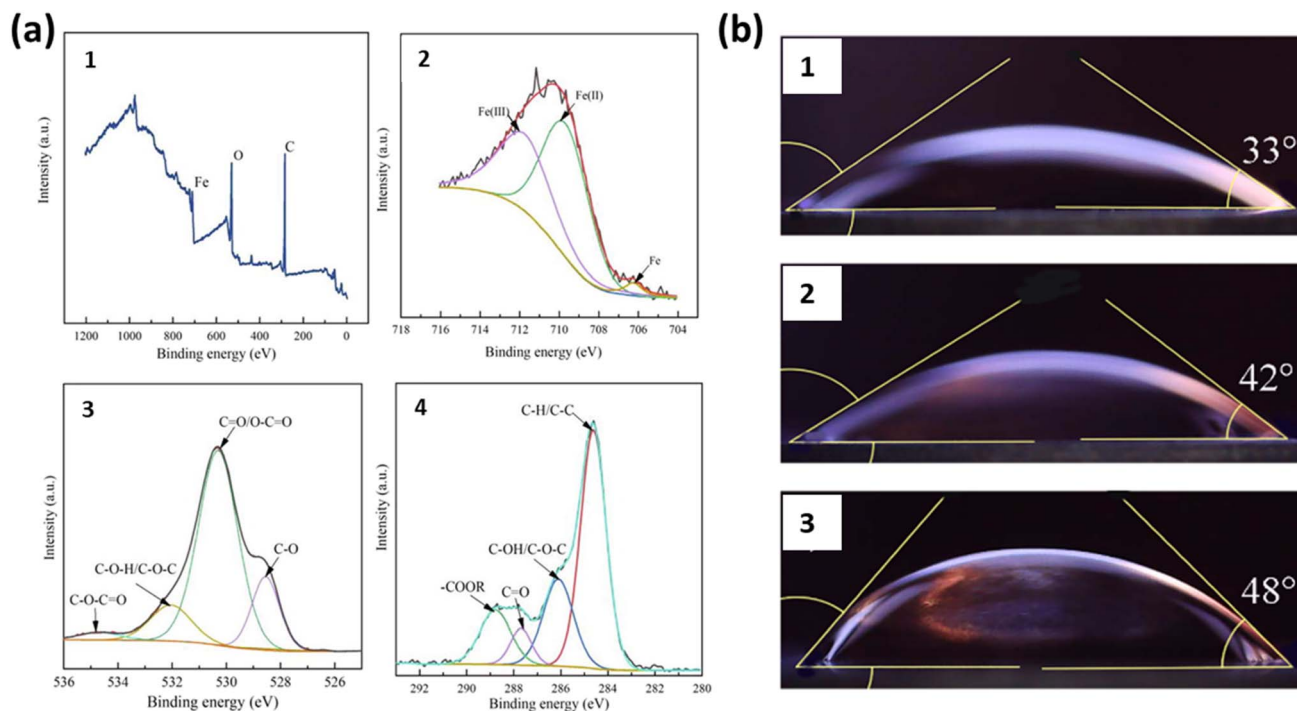 (a)
1
Intensity (a.u.)
Fe
O
C
1200 1000 800 600 400 200 0
Binding energy (eV)
2
Intensity (a.u.)
Fe(III)
Fe(II)
Fe
718 716 714 712 710 708 706 704
Binding energy (eV)
3
Intensity (a.u.)
C=O/O-C=O
C-O-H/C-O-C
C-O-C=O
C-O
536 534 532 530 528 526
Binding energy (eV)
4
Intensity (a.u.)
C-H/C-C
C-OH/C-O-C
-COOR
C=O
292 290 288 286 284 282 280
Binding energy (eV)
(b)
1
33°
2
42°
3
48°